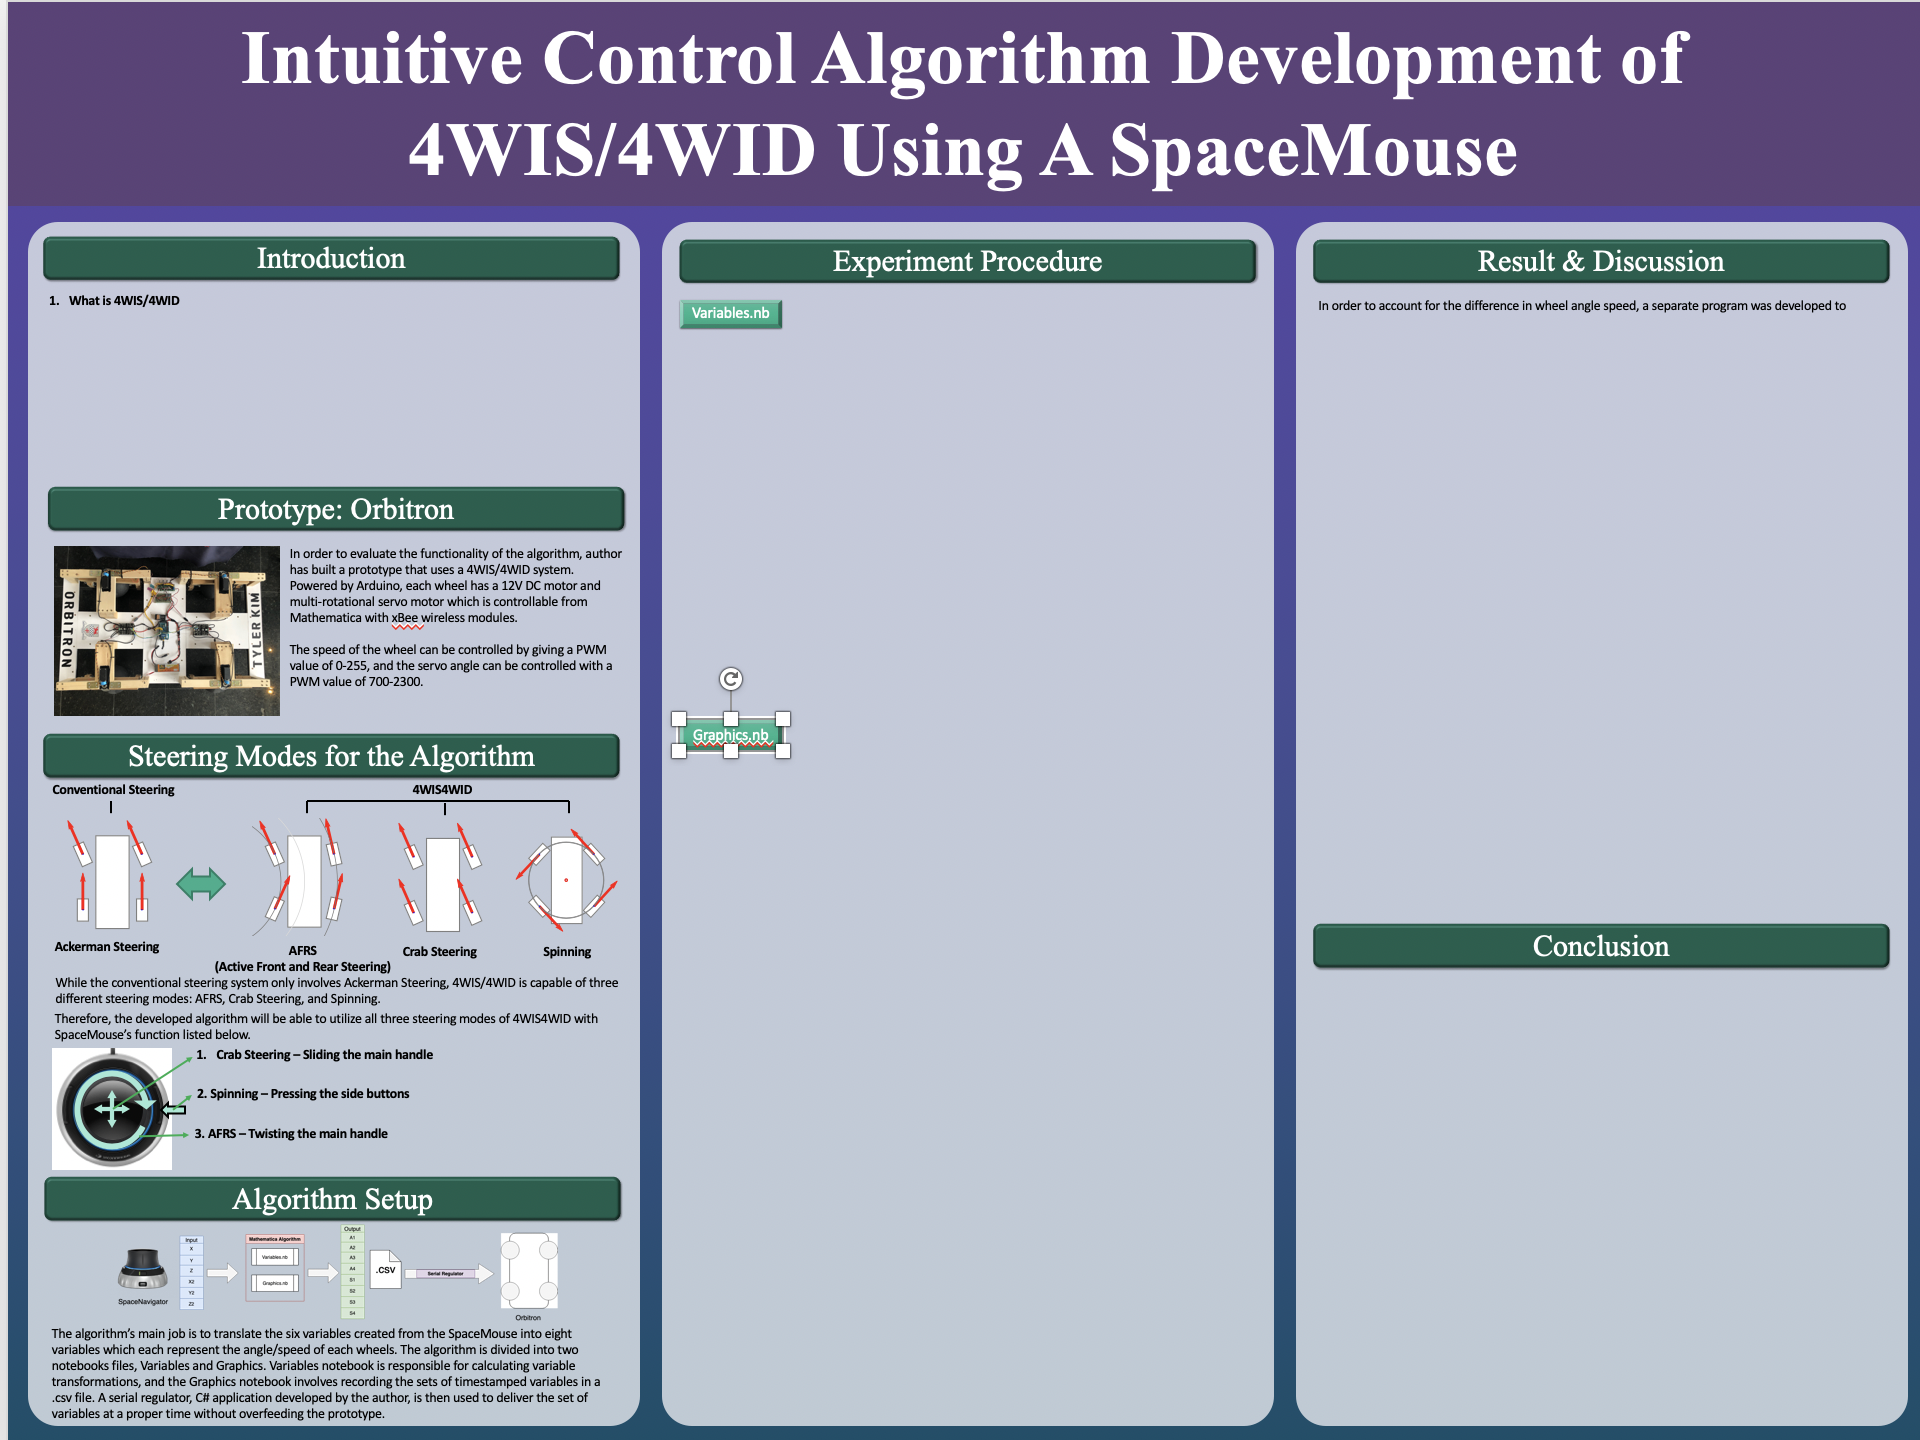 Intuitive Control Algorithm Development of
4WIS/4WID Using A SpaceMouse
Introduction
1. What is 4WIS/4WID
Prototype: Orbitron
ORBITRON
TYLER KIM
In order to evaluate the functionality of the algorithm, author
has built a prototype that uses a 4WIS/4WID system.
Powered by Arduino, each wheel has a 12V DC motor and
multi-rotational servo motor which is controllable from
Mathematica with xBee wireless modules.
The speed of the wheel can be controlled by giving a PWM
value of 0-255, and the servo angle can be controlled with a
PWM value of 700-2300.
Steering Modes for the Algorithm
Conventional Steering
4WIS4WID
Ackerman Steering
AFRS
(Active Front and Rear Steering)
Crab Steering
Spinning
While the conventional steering system only involves Ackerman Steering, 4WIS/4WID is capable of three
different steering modes: AFRS, Crab Steering, and Spinning.
Therefore, the developed algorithm will be able to utilize all three steering modes of 4WIS4WID with
SpaceMouse's function listed below.
1. Crab Steering – Sliding the main handle
2. Spinning – Pressing the side buttons
3. AFRS – Twisting the main handle
Algorithm Setup
SpaceNavigator
Input
X
Y
Z
X2
Y2
Z2
Mathematica Algorithm
Variables.nb
Graphics.nb
Output
A1
A2
A3
A4
S1
S2
S3
S4
.CSV
Serial Regulator
Orbitron
The algorithm's main job is to translate the six variables created from the SpaceMouse into eight
variables which each represent the angle/speed of each wheels. The algorithm is divided into two
notebooks files, Variables and Graphics. Variables notebook is responsible for calculating variable
transformations, and the Graphics notebook involves recording the sets of timestamped variables in a
.csv file. A serial regulator, C# application developed by the author, is then used to deliver the set of
variables at a proper time without overfeeding the prototype.
Experiment Procedure
Variables.nb
Graphics.nb
Result & Discussion
In order to account for the difference in wheel angle speed, a separate program was developed to
Conclusion